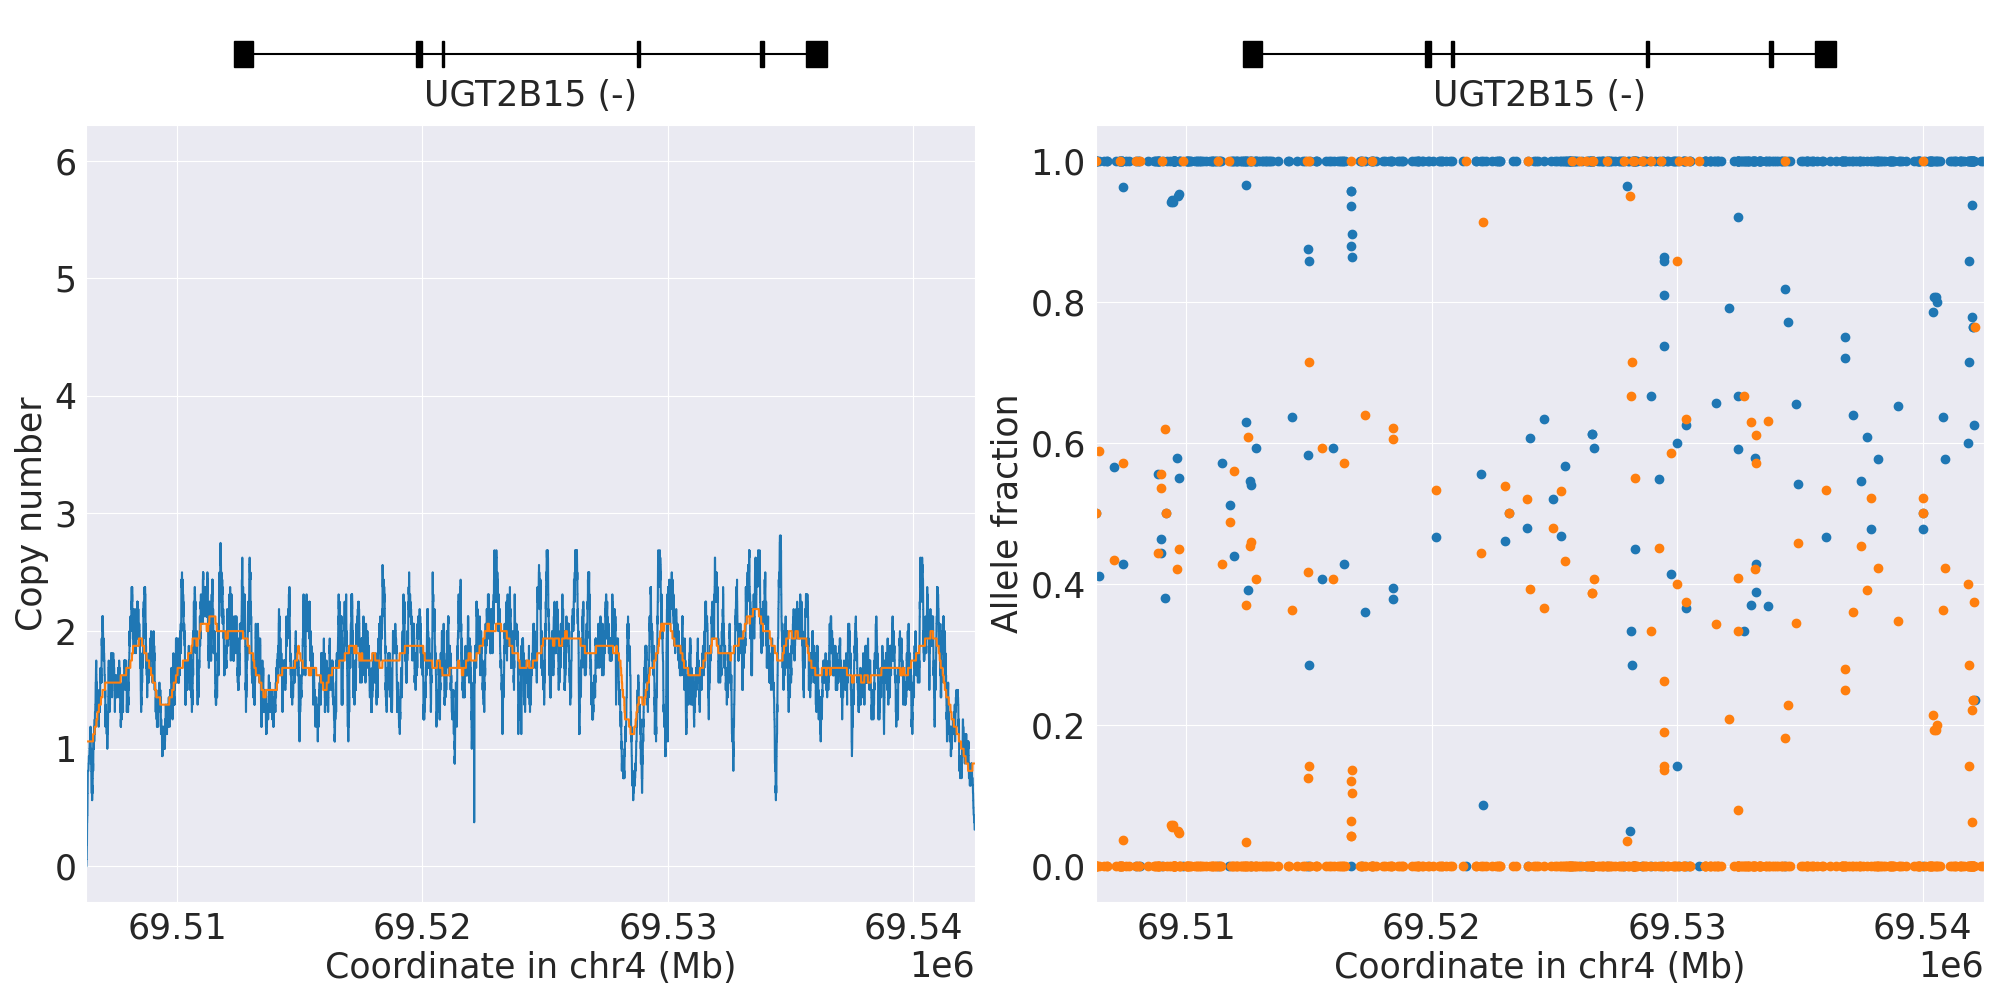 UGT2B15 (-)
6
5
4
3
2
1
0
Copy number
69.51 69.52 69.53 69.54
Coordinate in chr4 (Mb)
1e6
UGT2B15 (-)
1.0
0.8
0.6
0.4
0.2
0.0
Allele fraction
69.51 69.52 69.53 69.54
Coordinate in chr4 (Mb)
1e6